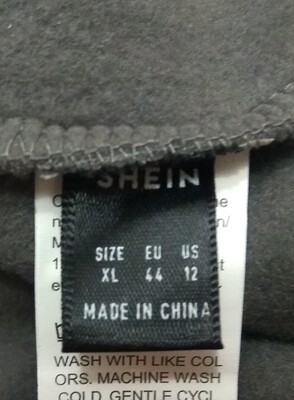 SHEIN
SIZE EU US
XL 44 12
MADE IN CHINA
WASH WITH LIKE COL
ORS. MACHINE WASH
COLD. GENTLE CYCL